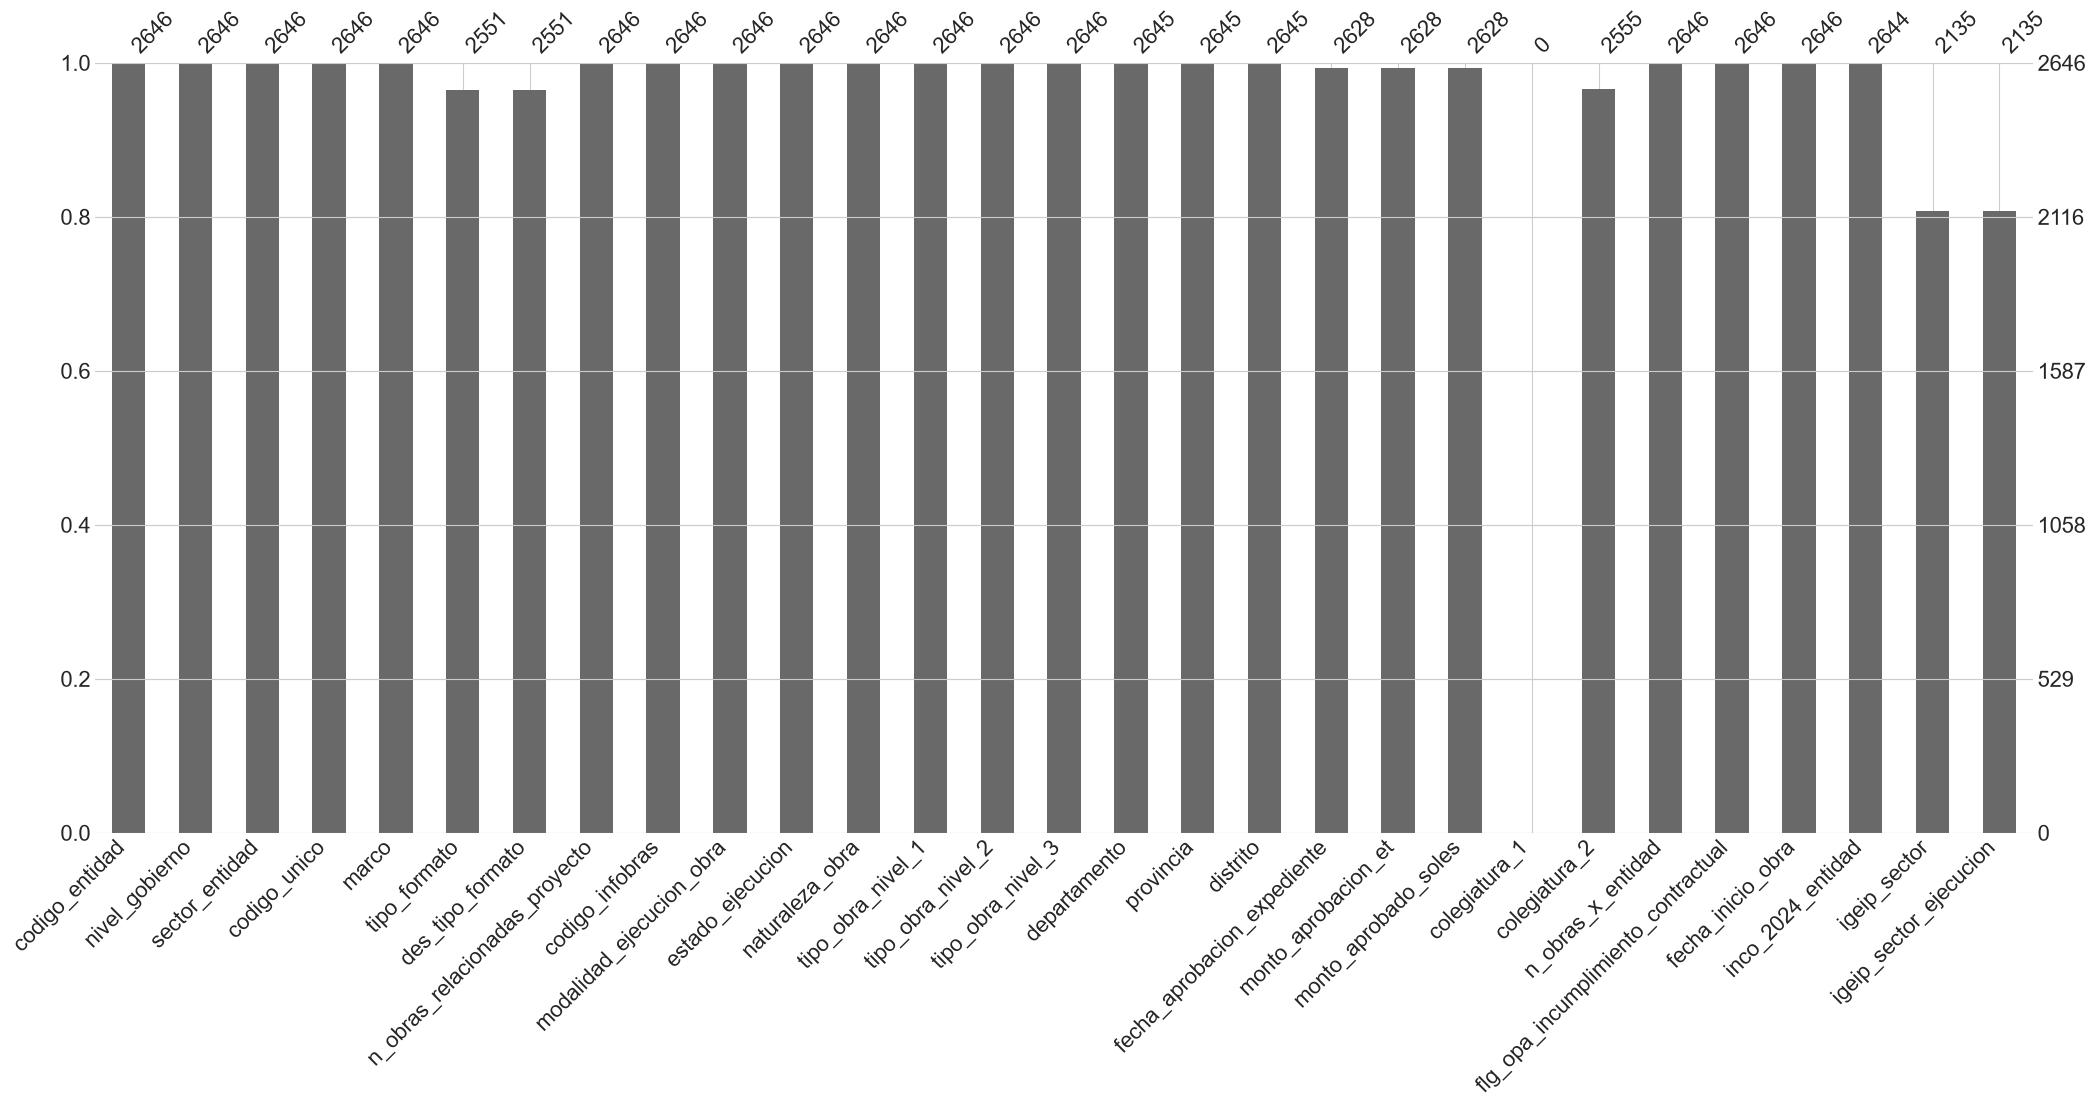 2646 2646 2646 2646 2646 2551 2551 2646 2646 2646 2646 2646 2646 2646 2646 2645 2645 2645 2628 2628 2628 0 2555 2646 2646 2646 2644 2135 2135
1.0 2646
0.8 2116
0.6 1587
0.4 1058
0.2 529
0.0 0
codigo_entidad
nivel_gobierno
sector_entidad
codigo_unico
marco
tipo_formato
des_tipo_formato
n_obras_relacionadas_proyecto
codigo_infobras
modalidad_ejecucion_obra
estado_ejecucion
naturaleza_obra
tipo_obra_nivel_1
tipo_obra_nivel_2
tipo_obra_nivel_3
departamento
provincia
distrito
fecha_aprobacion_expediente
monto_aprobacion_et
monto_aprobado_soles
colegiatura_1
colegiatura_2
n_obras_x_entidad
flg_opa_incumplimiento_contractual
fecha_inicio_obra
inco_2024_entidad
igeip_sector
igeip_sector_ejecucion